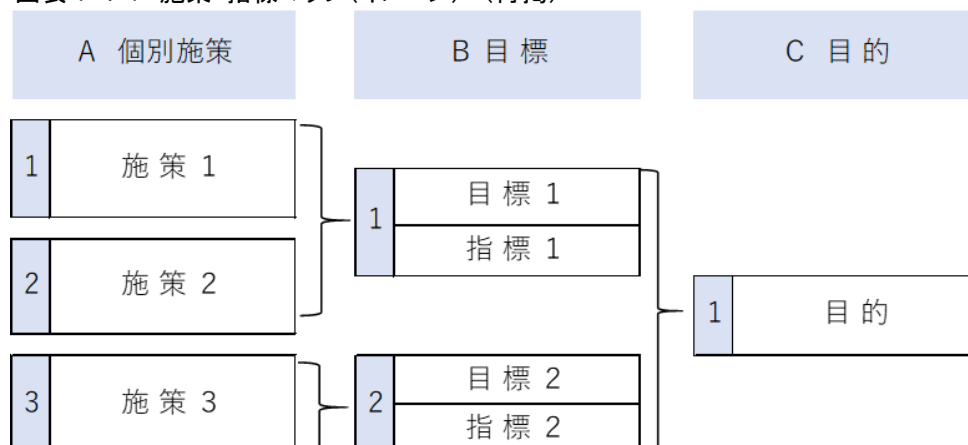 A 個別施策
B 目 標
C 目 的
1
施 策 1
2
施 策 2
3
施 策 3
1
目 標 1
指 標 1
2
目 標 2
指 標 2
1
目 的